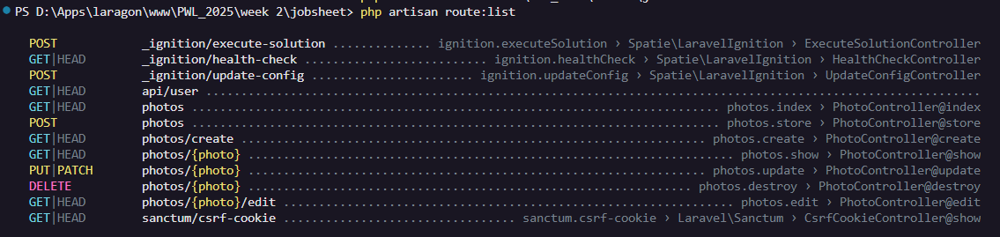 PS D:\Apps\laragon\www\PWL_2025\week 2\jobsheet> php artisan route:list
POST _ignition/execute-solution .............. ignition.executeSolution › Spatie\LaravelIgnition › ExecuteSolutionController
GET|HEAD _ignition/health-check .......................... ignition.healthCheck › Spatie\LaravelIgnition › HealthCheckController
POST _ignition/update-config ........................ ignition.updateConfig › Spatie\LaravelIgnition › UpdateConfigController
GET|HEAD api/user ..............................................................................................................
GET|HEAD photos ........................................................................... photos.index › PhotoController@index
POST photos ........................................................................... photos.store › PhotoController@store
GET|HEAD photos/create .................................................................. photos.create › PhotoController@create
GET|HEAD photos/{photo} ..................................................................... photos.show › PhotoController@show
PUT|PATCH photos/{photo} ................................................................. photos.update › PhotoController@update
DELETE photos/{photo} ............................................................... photos.destroy › PhotoController@destroy
GET|HEAD photos/{photo}/edit ................................................................ photos.edit › PhotoController@edit
GET|HEAD sanctum/csrf-cookie ................................. sanctum.csrf-cookie › Laravel\Sanctum › CsrfCookieController@show